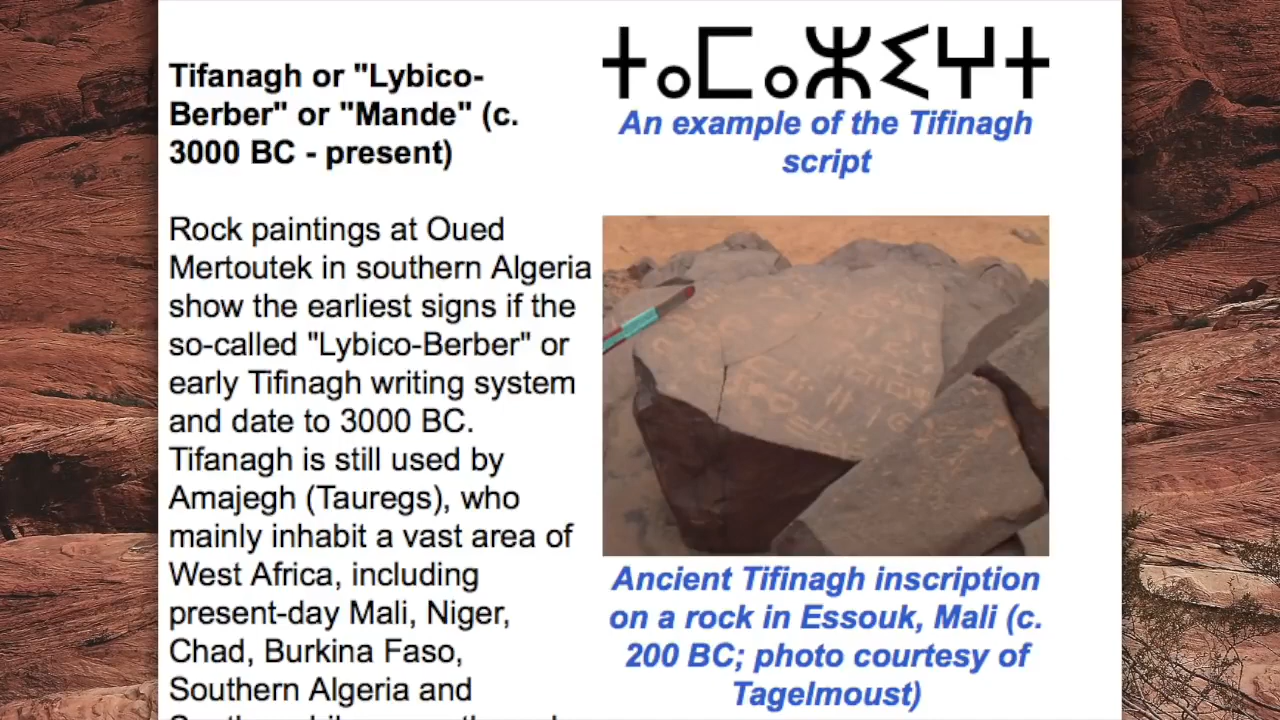 Tifanagh or "Lybico-
Berber" or "Mande" (c.
3000 BC - present)
Rock paintings at Oued
Mertoutek in southern Algeria
show the earliest signs if the
so-called "Lybico-Berber" or
early Tifinagh writing system
and date to 3000 BC.
Tifanagh is still used by
Amajegh (Tauregs), who
mainly inhabit a vast area of
West Africa, including
present-day Mali, Niger,
Chad, Burkina Faso,
Southern Algeria and
ⵜⴰⵎⴰⵣⵉⵖⵜ
An example of the Tifinagh
script
Ancient Tifinagh inscription
on a rock in Essouk, Mali (c.
200 BC; photo courtesy of
Tagelmoust)